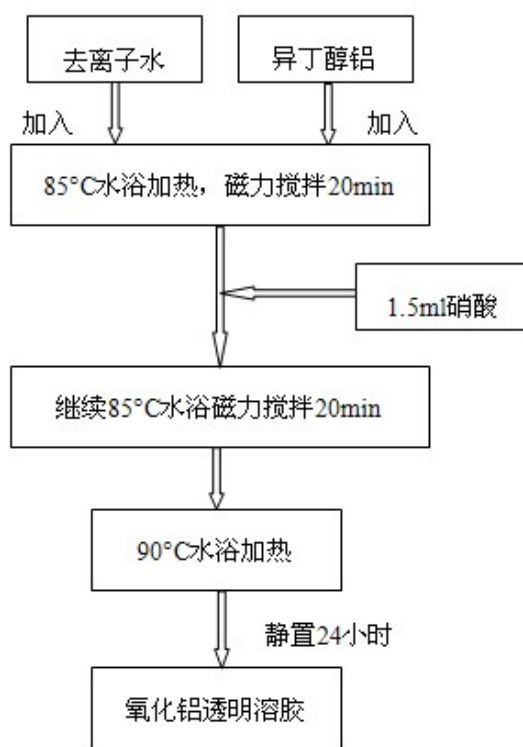 去离子水
异丁醇铝
加入
加入
85°C水浴加热，磁力搅拌20min
1.5ml硝酸
继续85°C水浴磁力搅拌20min
90°C水浴加热
静置24小时
氧化铝透明溶胶